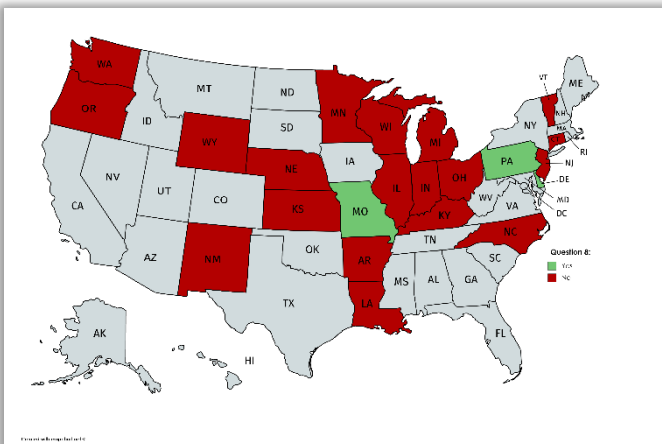 WA
MT
ND
MN
VT
ME
OR
ID
SD
WI
MI
NY
NH
MA
RI
WY
IA
PA
NJ
NE
OH
DE
NV
UT
CO
IL
IN
WV
MD
CA
KS
MO
KY
VA
DC
NC
TN
OK
AR
SC
AZ
NM
MS
AL
GA
Question 8:
Yes
No
TX
LA
FL
AK
HI